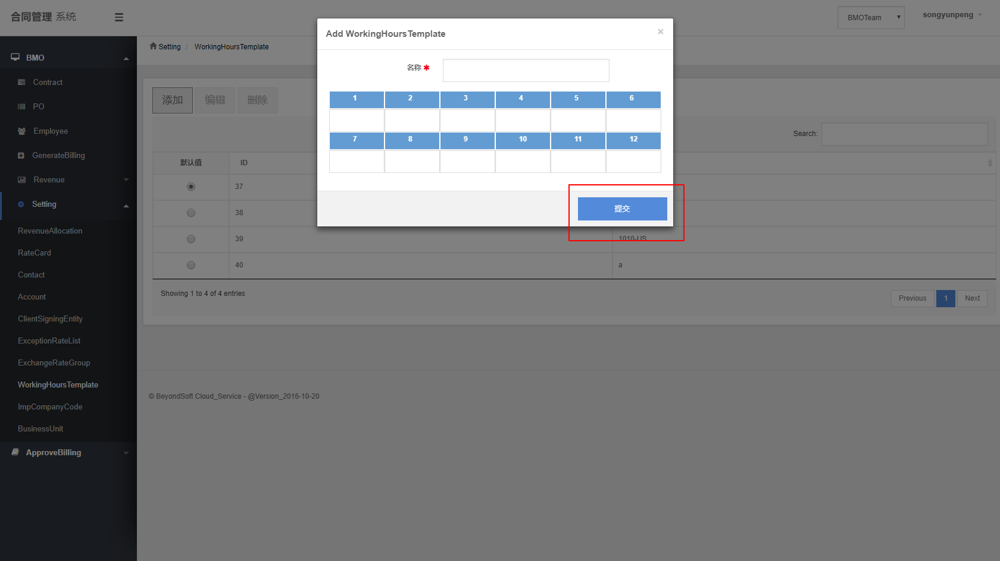 合同管理 系统
BMOTeam
songyunpeng
BMO
Contract
PO
Employee
GenerateBilling
Revenue
Setting
RevenueAllocation
RateCard
Contact
Account
ClientSigningEntity
ExceptionRateList
ExchangeRateGroup
WorkingHoursTemplate
ImpCompanyCode
BusinessUnit
ApproveBilling
Setting / WorkingHoursTemplate
添加 编辑 删除
Search:
默认值 ID
37
38
39 1010-US
40 a
Showing 1 to 4 of 4 entries
Previous 1 Next
© BeyondSoft Cloud_Service - @Version_2016-10-20
Add WorkingHoursTemplate ×
名称 ✱
1 2 3 4 5 6
7 8 9 10 11 12
提交